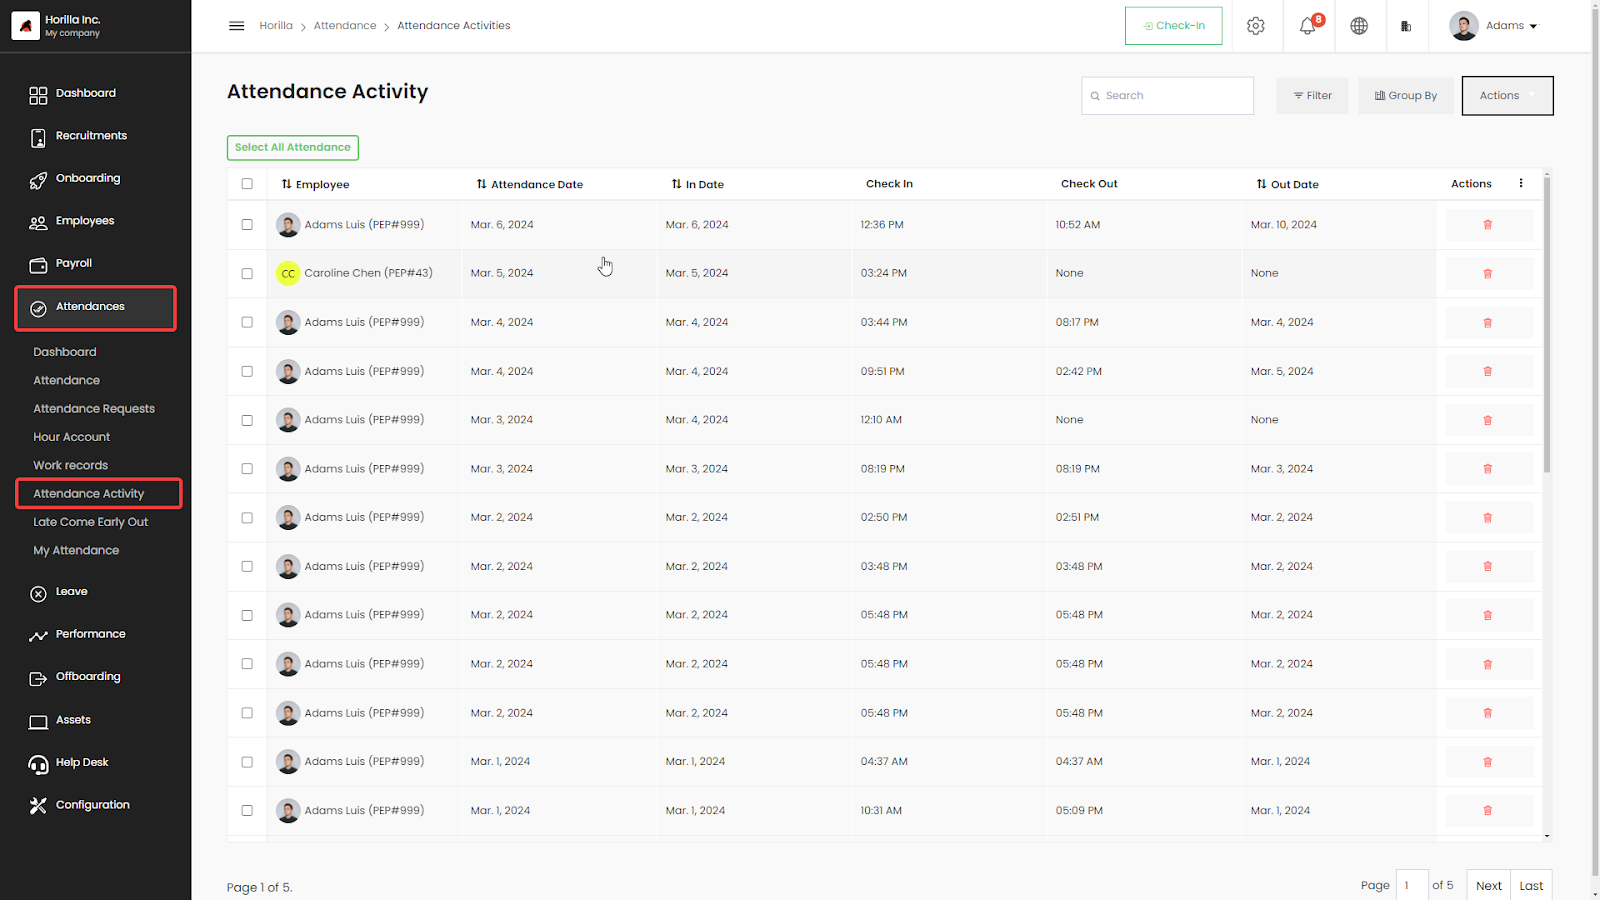 Horilla Inc.
My company
Horilla > Attendance > Attendance Activities
Check-In
8
Adams
Dashboard
Recruitments
Onboarding
Employees
Payroll
Attendances
Dashboard
Attendance
Attendance Requests
Hour Account
Work records
Attendance Activity
Late Come Early Out
My Attendance
Leave
Performance
Offboarding
Assets
Help Desk
Configuration
Attendance Activity
Search
Filter
Group By
Actions
Select All Attendance
Employee Attendance Date In Date Check In Check Out Out Date Actions
Adams Luis (PEP#999) Mar. 6, 2024 Mar. 6, 2024 12:36 PM 10:52 AM Mar. 10, 2024
CC Caroline Chen (PEP#43) Mar. 5, 2024 Mar. 5, 2024 03:24 PM None None
Adams Luis (PEP#999) Mar. 4, 2024 Mar. 4, 2024 03:44 PM 08:17 PM Mar. 4, 2024
Adams Luis (PEP#999) Mar. 4, 2024 Mar. 4, 2024 09:51 PM 02:42 PM Mar. 5, 2024
Adams Luis (PEP#999) Mar. 3, 2024 Mar. 4, 2024 12:10 AM None None
Adams Luis (PEP#999) Mar. 3, 2024 Mar. 3, 2024 08:19 PM 08:19 PM Mar. 3, 2024
Adams Luis (PEP#999) Mar. 2, 2024 Mar. 2, 2024 02:50 PM 02:51 PM Mar. 2, 2024
Adams Luis (PEP#999) Mar. 2, 2024 Mar. 2, 2024 03:48 PM 03:48 PM Mar. 2, 2024
Adams Luis (PEP#999) Mar. 2, 2024 Mar. 2, 2024 05:48 PM 05:48 PM Mar. 2, 2024
Adams Luis (PEP#999) Mar. 2, 2024 Mar. 2, 2024 05:48 PM 05:48 PM Mar. 2, 2024
Adams Luis (PEP#999) Mar. 2, 2024 Mar. 2, 2024 05:48 PM 05:48 PM Mar. 2, 2024
Adams Luis (PEP#999) Mar. 1, 2024 Mar. 1, 2024 04:37 AM 04:37 AM Mar. 1, 2024
Adams Luis (PEP#999) Mar. 1, 2024 Mar. 1, 2024 10:31 AM 05:09 PM Mar. 1, 2024
Page 1 of 5.
Page 1 of 5 Next Last